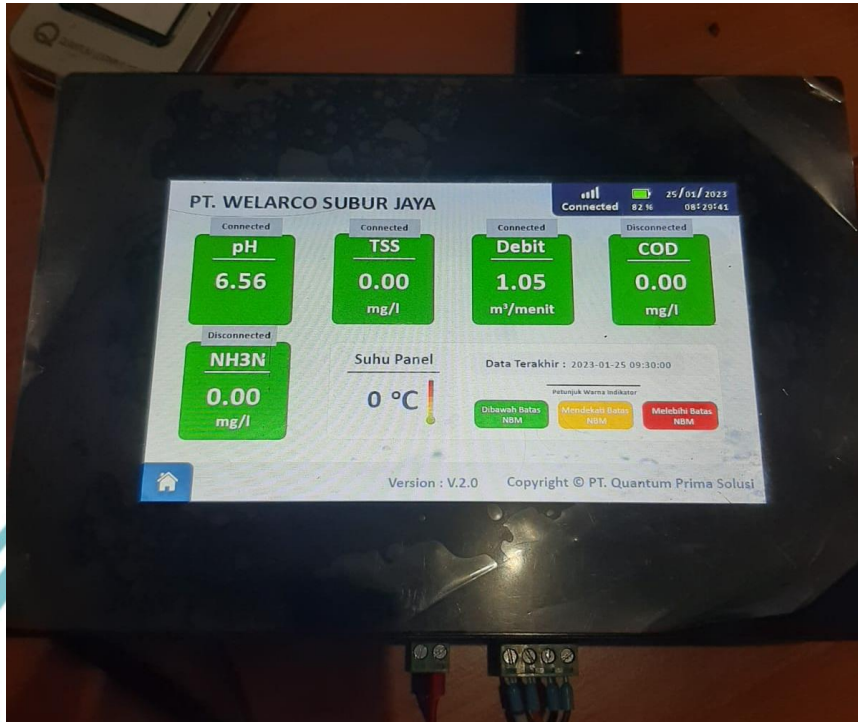 PT. WELARCO SUBUR JAYA
Connected
82 %
25/01/2023
08:29:41
Connected
pH
6.56
Connected
TSS
0.00
mg/l
Connected
Debit
1.05
m³/menit
Disconnected
COD
0.00
mg/l
Disconnected
NH3N
0.00
mg/l
Suhu Panel
0 °C
Data Terakhir : 2023-01-25 09:30:00
Petunjuk Warna Indikator
Dibawah Batas
NBM
Mendekati Batas
NBM
Melebihi Batas
NBM
Version : V.2.0
Copyright © PT. Quantum Prima Solusi